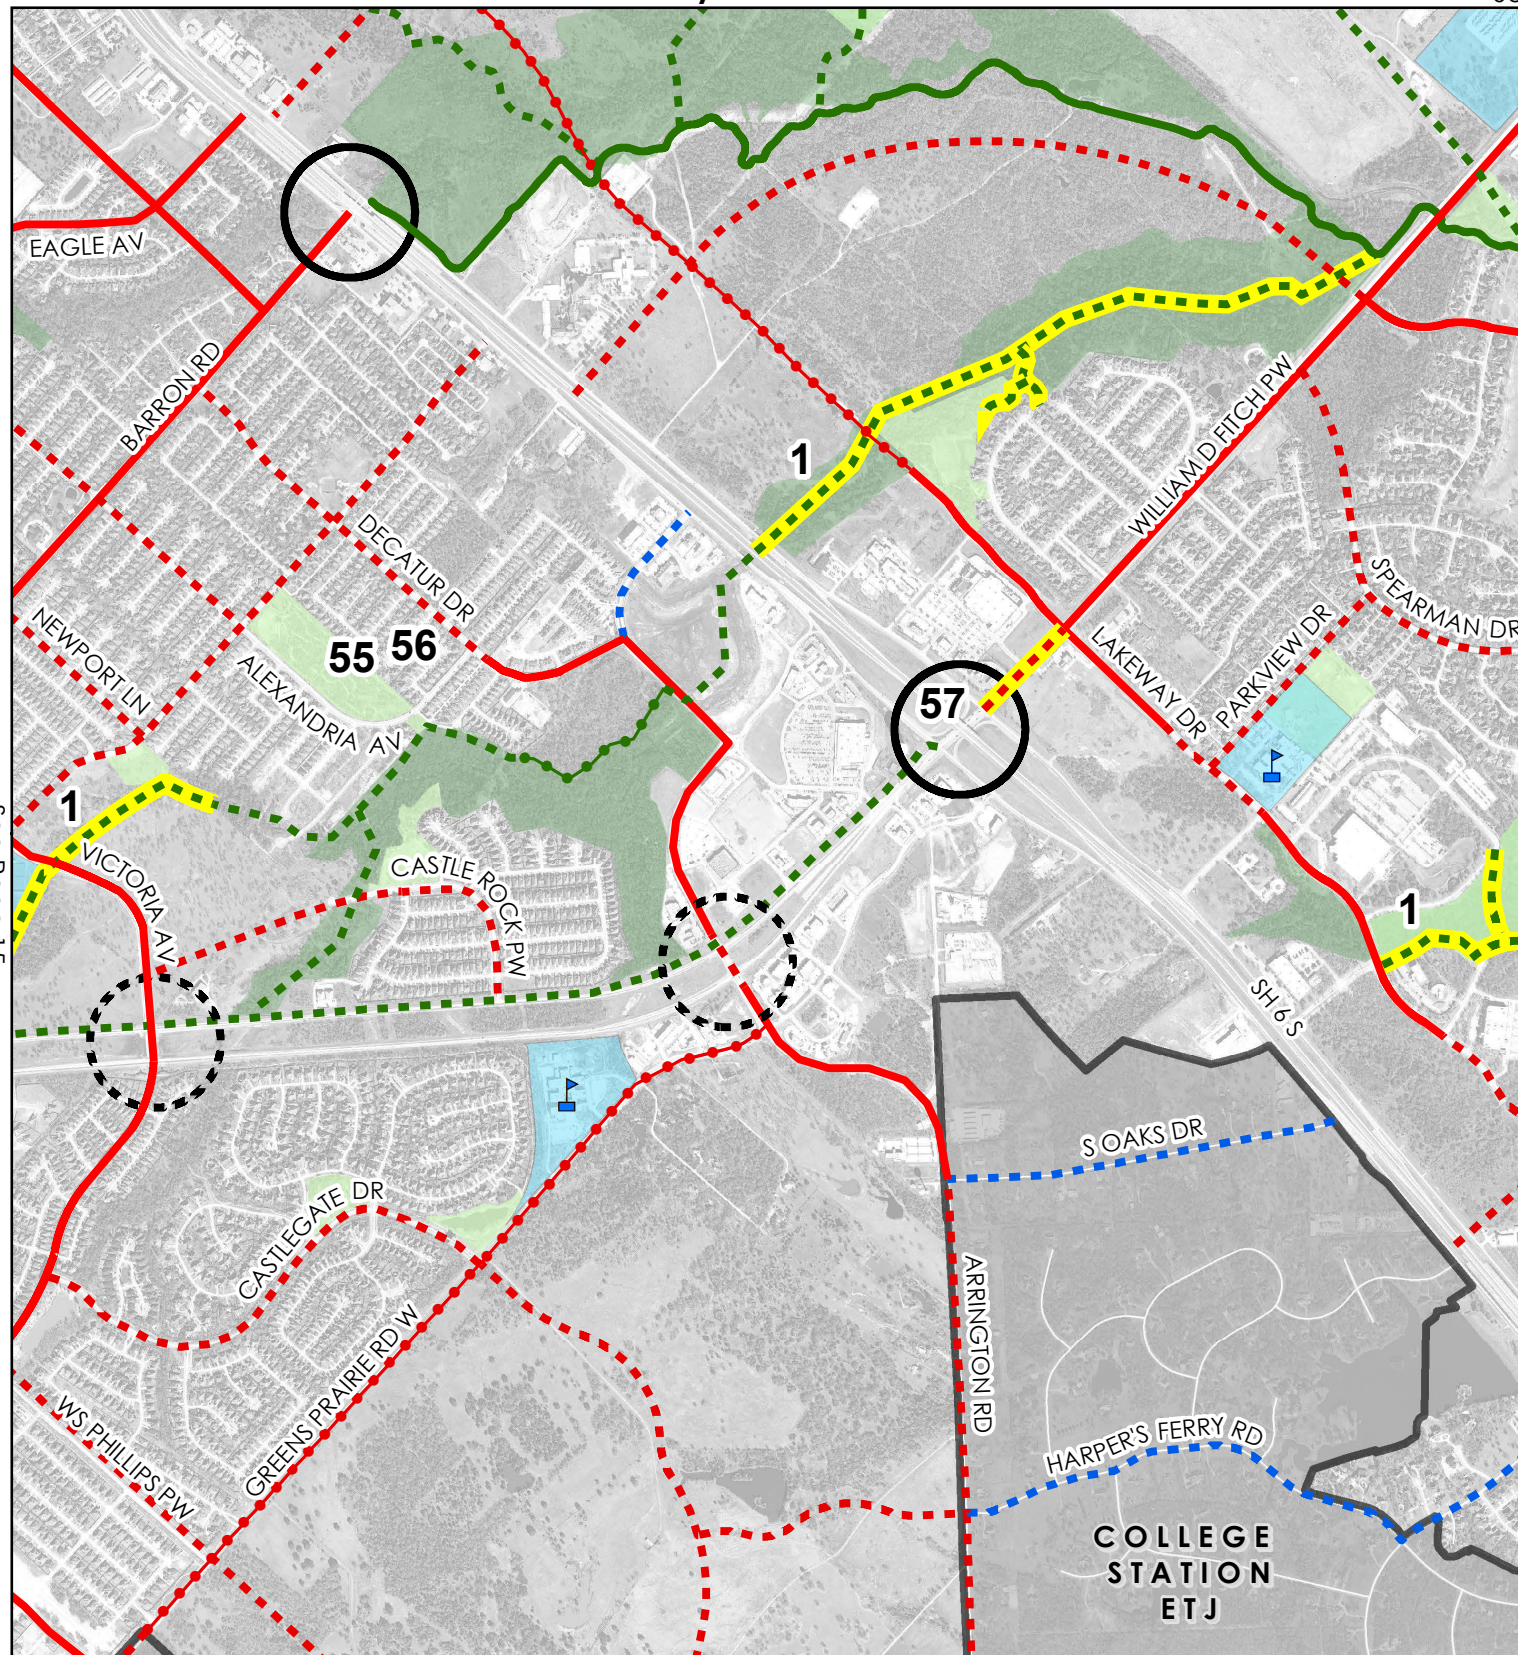 EAGLE AV
BARRON RD
1
WILLIAM D FITCH PW
DECATUR DR
SPEARMAN DR
NEWPORT LN
55
56
ALEXANDRIA AV
57
LAKEWAY DR
PARKVIEW DR
1
VICTORIA AV
CASTLE ROCK PW
1
SH 6 S
S OAKS DR
CASTLEGATE DR
ARRINGTON RD
GREENS PRAIRIE RD W
WS PHILLIPS PW
HARPER'S FERRY RD
COLLEGE
STATION
ETJ